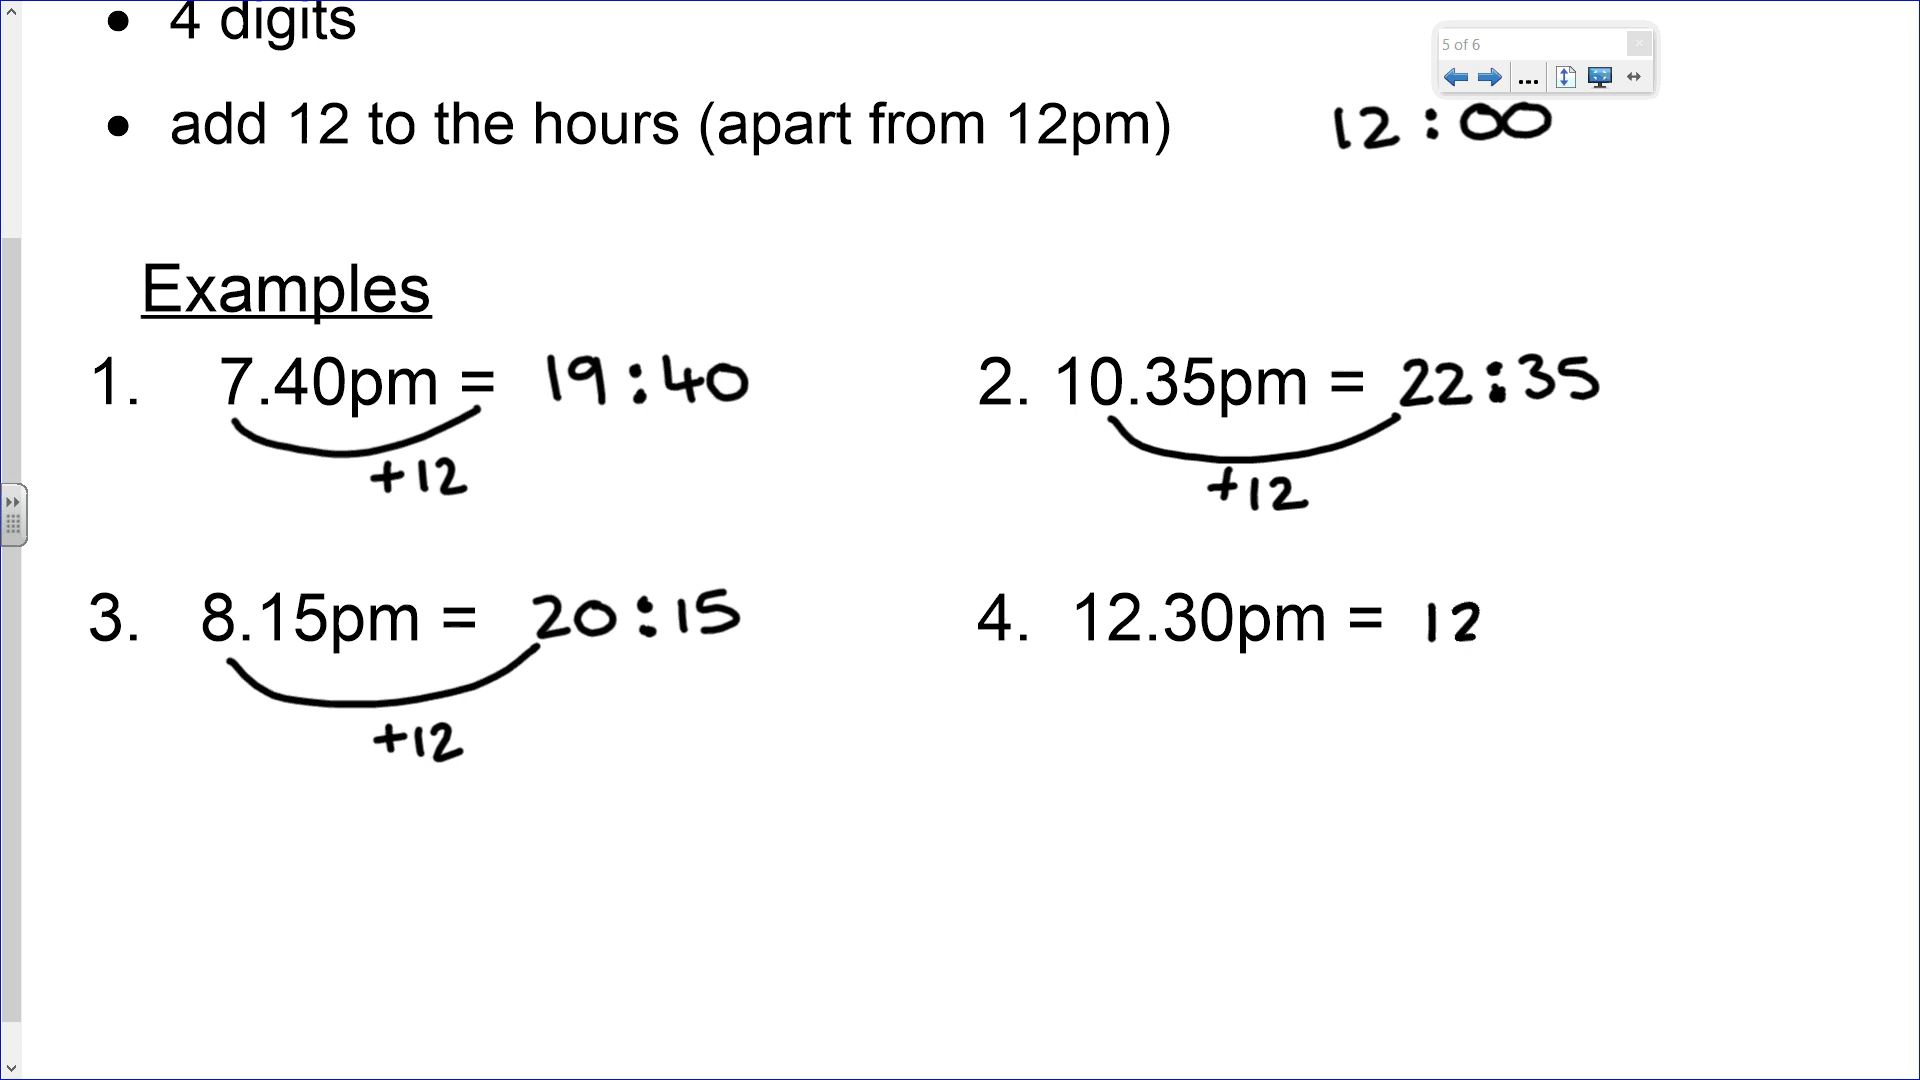 • 4 digits
5 of 6
• add 12 to the hours (apart from 12pm) 12:00
Examples
1. 7.40pm = 19:40
+12
2. 10.35pm = 22:35
+12
3. 8.15pm = 20:15
+12
4. 12.30pm = 12